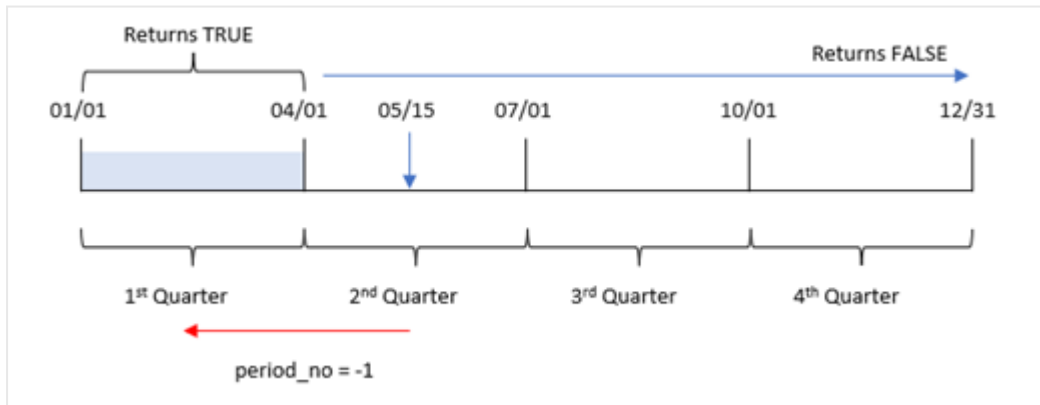 Returns TRUE
Returns FALSE
01/01 04/01 05/15 07/01 10/01 12/31
1st Quarter 2nd Quarter 3rd Quarter 4th Quarter
period_no = -1